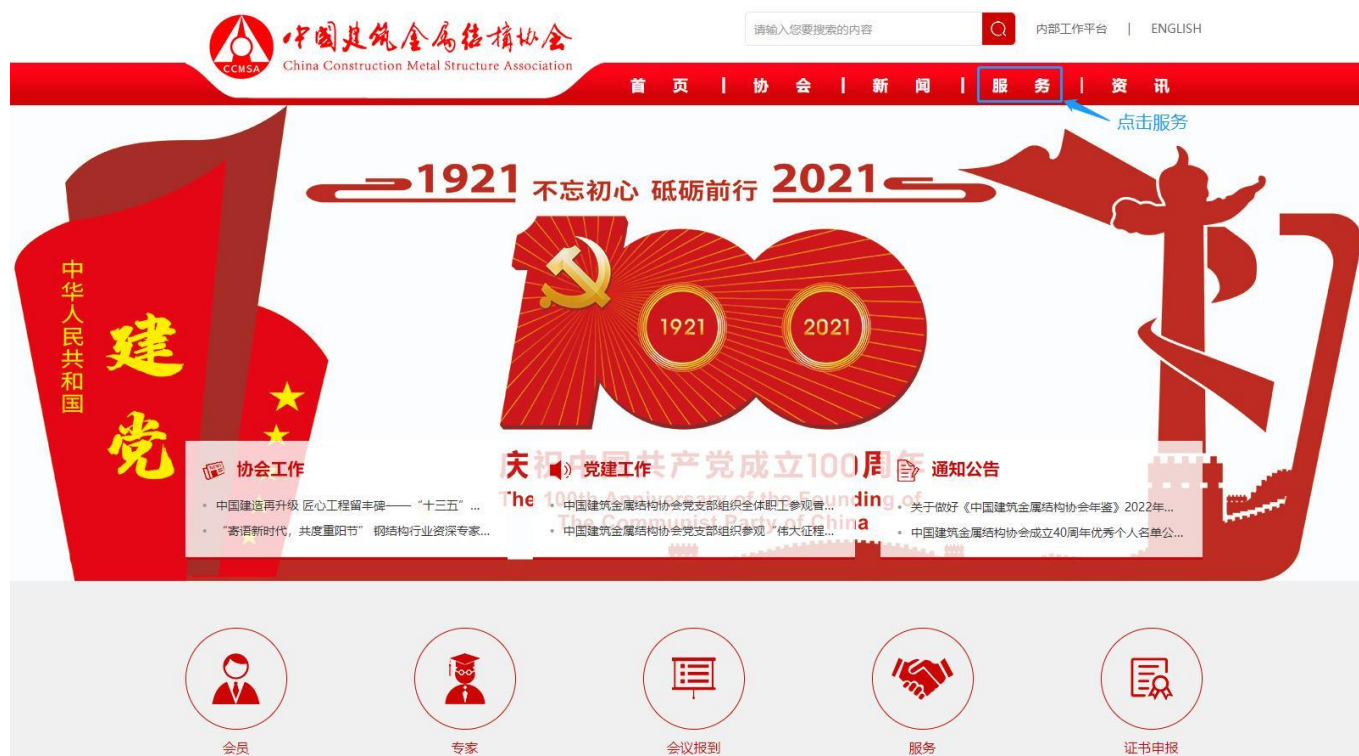 中国建筑金属结构协会
CCMSA
China Construction Metal Structure Association
请输入您要搜索的内容
内部工作平台 | ENGLISH
首页 | 协会 | 新闻 | 服务 | 资讯
点击服务
1921 不忘初心 砥砺前行 2021
中华人民共和国
建党
1921
2021
庆祝中国共产党成立100周年
The 100th Anniversary of the Founding of
The Communist Party of China
协会工作
中国建造再升级 匠心工程留丰碑——“十三五” ...
“寄语新时代，共度重阳节” 钢结构行业资深专家...
党建工作
中国建筑金属结构协会党支部组织全体职工参观香...
中国建筑金属结构协会党支部组织参观“伟大征程...
通知公告
关于做好《中国建筑金属结构协会年鉴》2022年...
中国建筑金属结构协会成立40周年优秀个人名单公...
会员
专家
会议报到
服务
证书申报